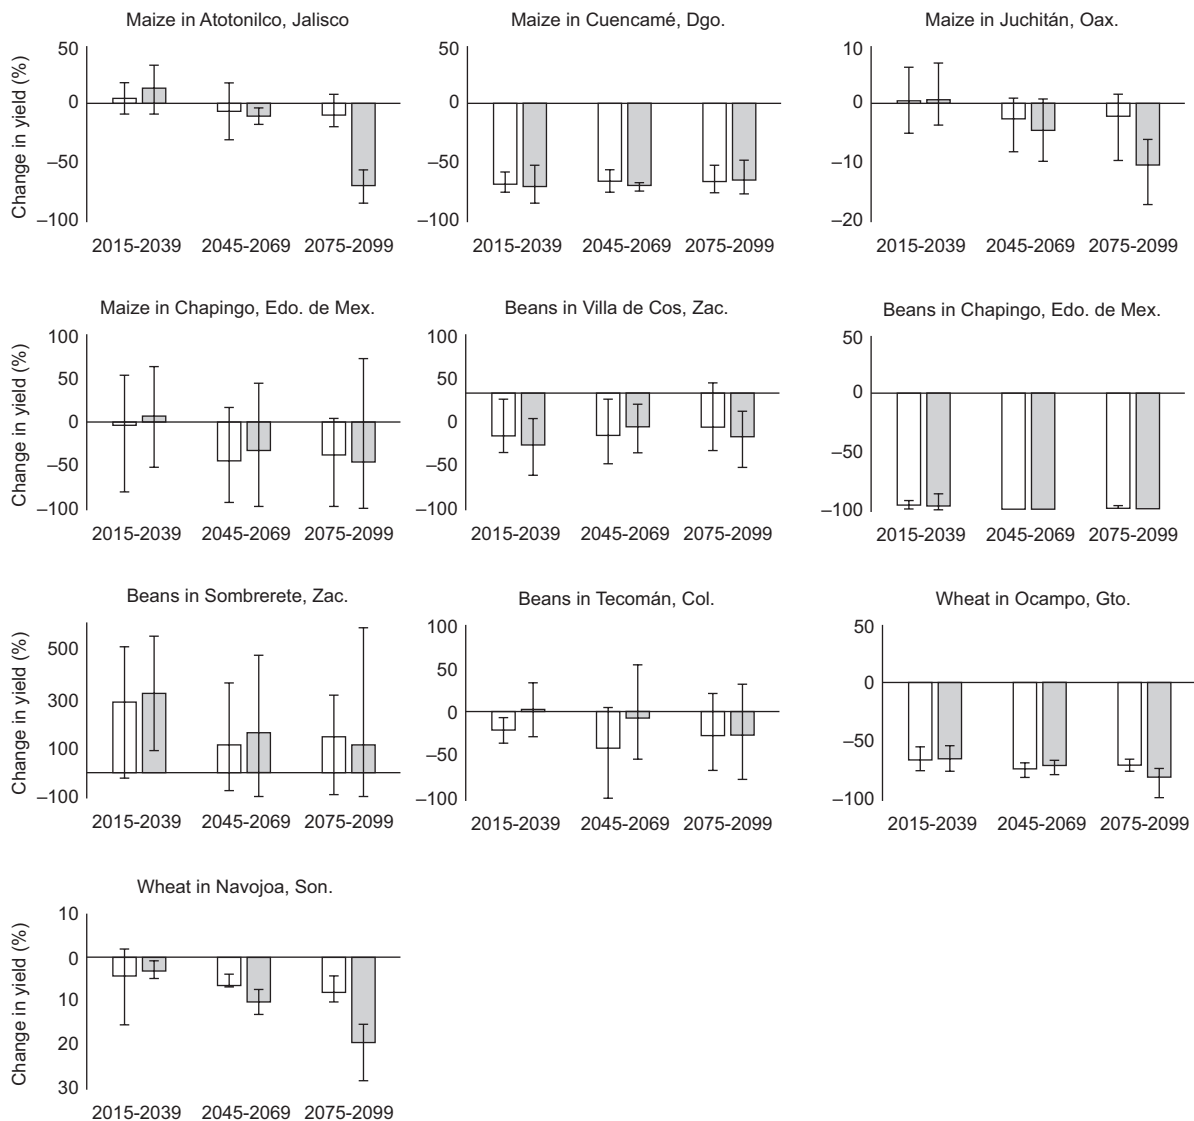 Maize in Atotonilco, Jalisco
Change in yield (%)
50
0
–50
–100
2015-2039 2045-2069 2075-2099
Maize in Cuencamé, Dgo.
50
0
–50
–100
2015-2039 2045-2069 2075-2099
Maize in Juchitán, Oax.
10
0
–10
–20
2015-2039 2045-2069 2075-2099
Maize in Chapingo, Edo. de Mex.
Change in yield (%)
100
50
0
–50
–100
2015-2039 2045-2069 2075-2099
Beans in Villa de Cos, Zac.
100
50
0
–50
–100
2015-2039 2045-2069 2075-2099
Beans in Chapingo, Edo. de Mex.
50
0
–50
–100
2015-2039 2045-2069 2075-2099
Beans in Sombrerete, Zac.
Change in yield (%)
500
300
100
–100
2015-2039 2045-2069 2075-2099
Beans in Tecomán, Col.
100
50
0
–50
–100
2015-2039 2045-2069 2075-2099
Wheat in Ocampo, Gto.
50
0
–50
–100
2015-2039 2045-2069 2075-2099
Wheat in Navojoa, Son.
Change in yield (%)
10
0
10
20
30
2015-2039 2045-2069 2075-2099